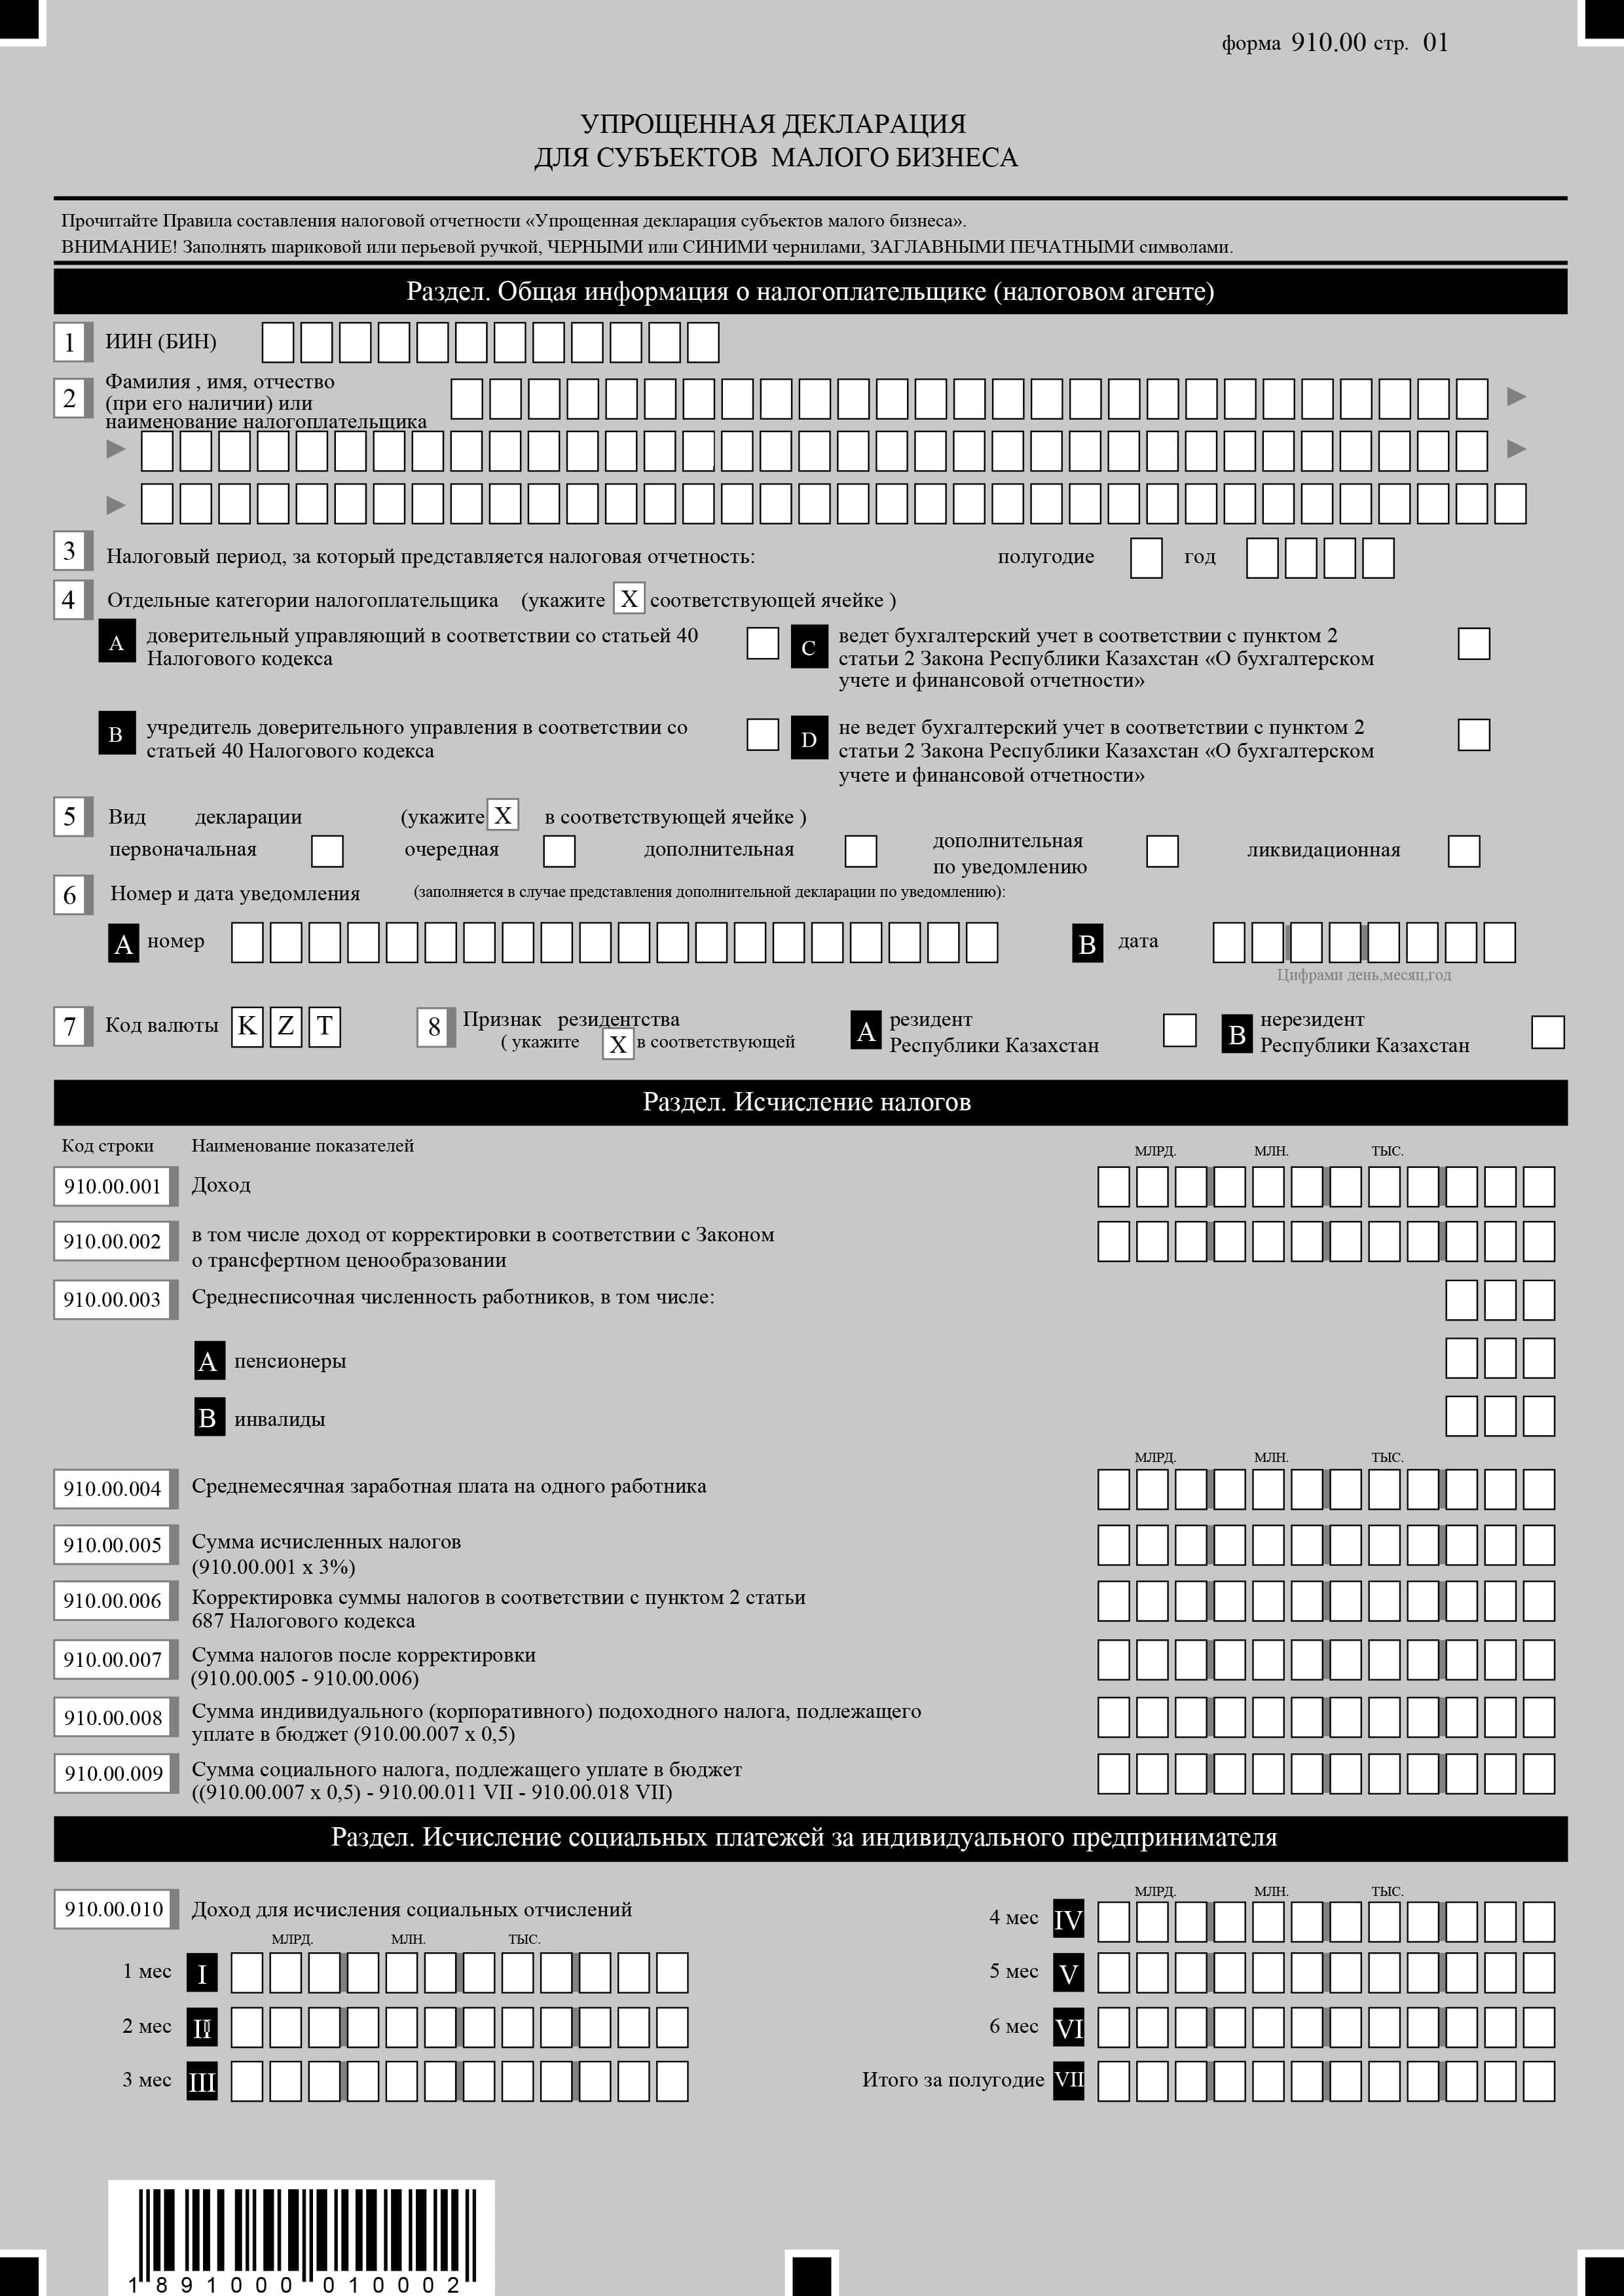 форма 910.00 стр. 01
УПРОЩЕННАЯ ДЕКЛАРАЦИЯ
ДЛЯ СУБЪЕКТОВ МАЛОГО БИЗНЕСА
Прочитайте Правила составления налоговой отчетности «Упрощенная декларация субъектов малого бизнеса».
ВНИМАНИЕ! Заполнять шариковой или перьевой ручкой, ЧЕРНЫМИ или СИНИМИ чернилами, ЗАГЛАВНЫМИ ПЕЧАТНЫМИ символами.
Раздел. Общая информация о налогоплательщике (налоговом агенте)
1 ИИН (БИН)
2 Фамилия , имя, отчество
(при его наличии) или
наименование налогоплательщика
3 Налоговый период, за который представляется налоговая отчетность: полугодие год
4 Отдельные категории налогоплательщика (укажите X соответствующей ячейке )
A доверительный управляющий в соответствии со статьей 40
Налогового кодекса
C ведет бухгалтерский учет в соответствии с пунктом 2
статьи 2 Закона Республики Казахстан «О бухгалтерском
учете и финансовой отчетности»
B учредитель доверительного управления в соответствии со
статьей 40 Налогового кодекса
D не ведет бухгалтерский учет в соответствии с пунктом 2
статьи 2 Закона Республики Казахстан «О бухгалтерском
учете и финансовой отчетности»
5 Вид декларации (укажите X в соответствующей ячейке )
первоначальная очередная дополнительная дополнительная
по уведомлению ликвидационная
6 Номер и дата уведомления (заполняется в случае представления дополнительной декларации по уведомлению):
A номер B дата
Цифрами день,месяц,год
7 Код валюты K Z T
8 Признак резидентства
( укажите X в соответствующей
A резидент
Республики Казахстан
B нерезидент
Республики Казахстан
Раздел. Исчисление налогов
Код строки Наименование показателей МЛРД. МЛН. ТЫС.
910.00.001 Доход
910.00.002 в том числе доход от корректировки в соответствии с Законом
о трансфертном ценообразовании
910.00.003 Среднесписочная численность работников, в том числе:
A пенсионеры
B инвалиды
МЛРД. МЛН. ТЫС.
910.00.004 Среднемесячная заработная плата на одного работника
910.00.005 Сумма исчисленных налогов
(910.00.001 x 3%)
910.00.006 Корректировка суммы налогов в соответствии с пунктом 2 статьи
687 Налогового кодекса
910.00.007 Сумма налогов после корректировки
(910.00.005 - 910.00.006)
910.00.008 Сумма индивидуального (корпоративного) подоходного налога, подлежащего
уплате в бюджет (910.00.007 x 0,5)
910.00.009 Сумма социального налога, подлежащего уплате в бюджет
((910.00.007 x 0,5) - 910.00.011 VII - 910.00.018 VII)
Раздел. Исчисление социальных платежей за индивидуального предпринимателя
910.00.010 Доход для исчисления социальных отчислений
МЛРД. МЛН. ТЫС.
1 мес I
2 мес II
3 мес III
МЛРД. МЛН. ТЫС.
4 мес IV
5 мес V
6 мес VI
Итого за полугодие VII
1 891000 010002